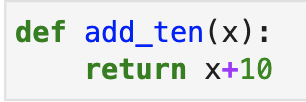 def add_ten(x):
    return x+10